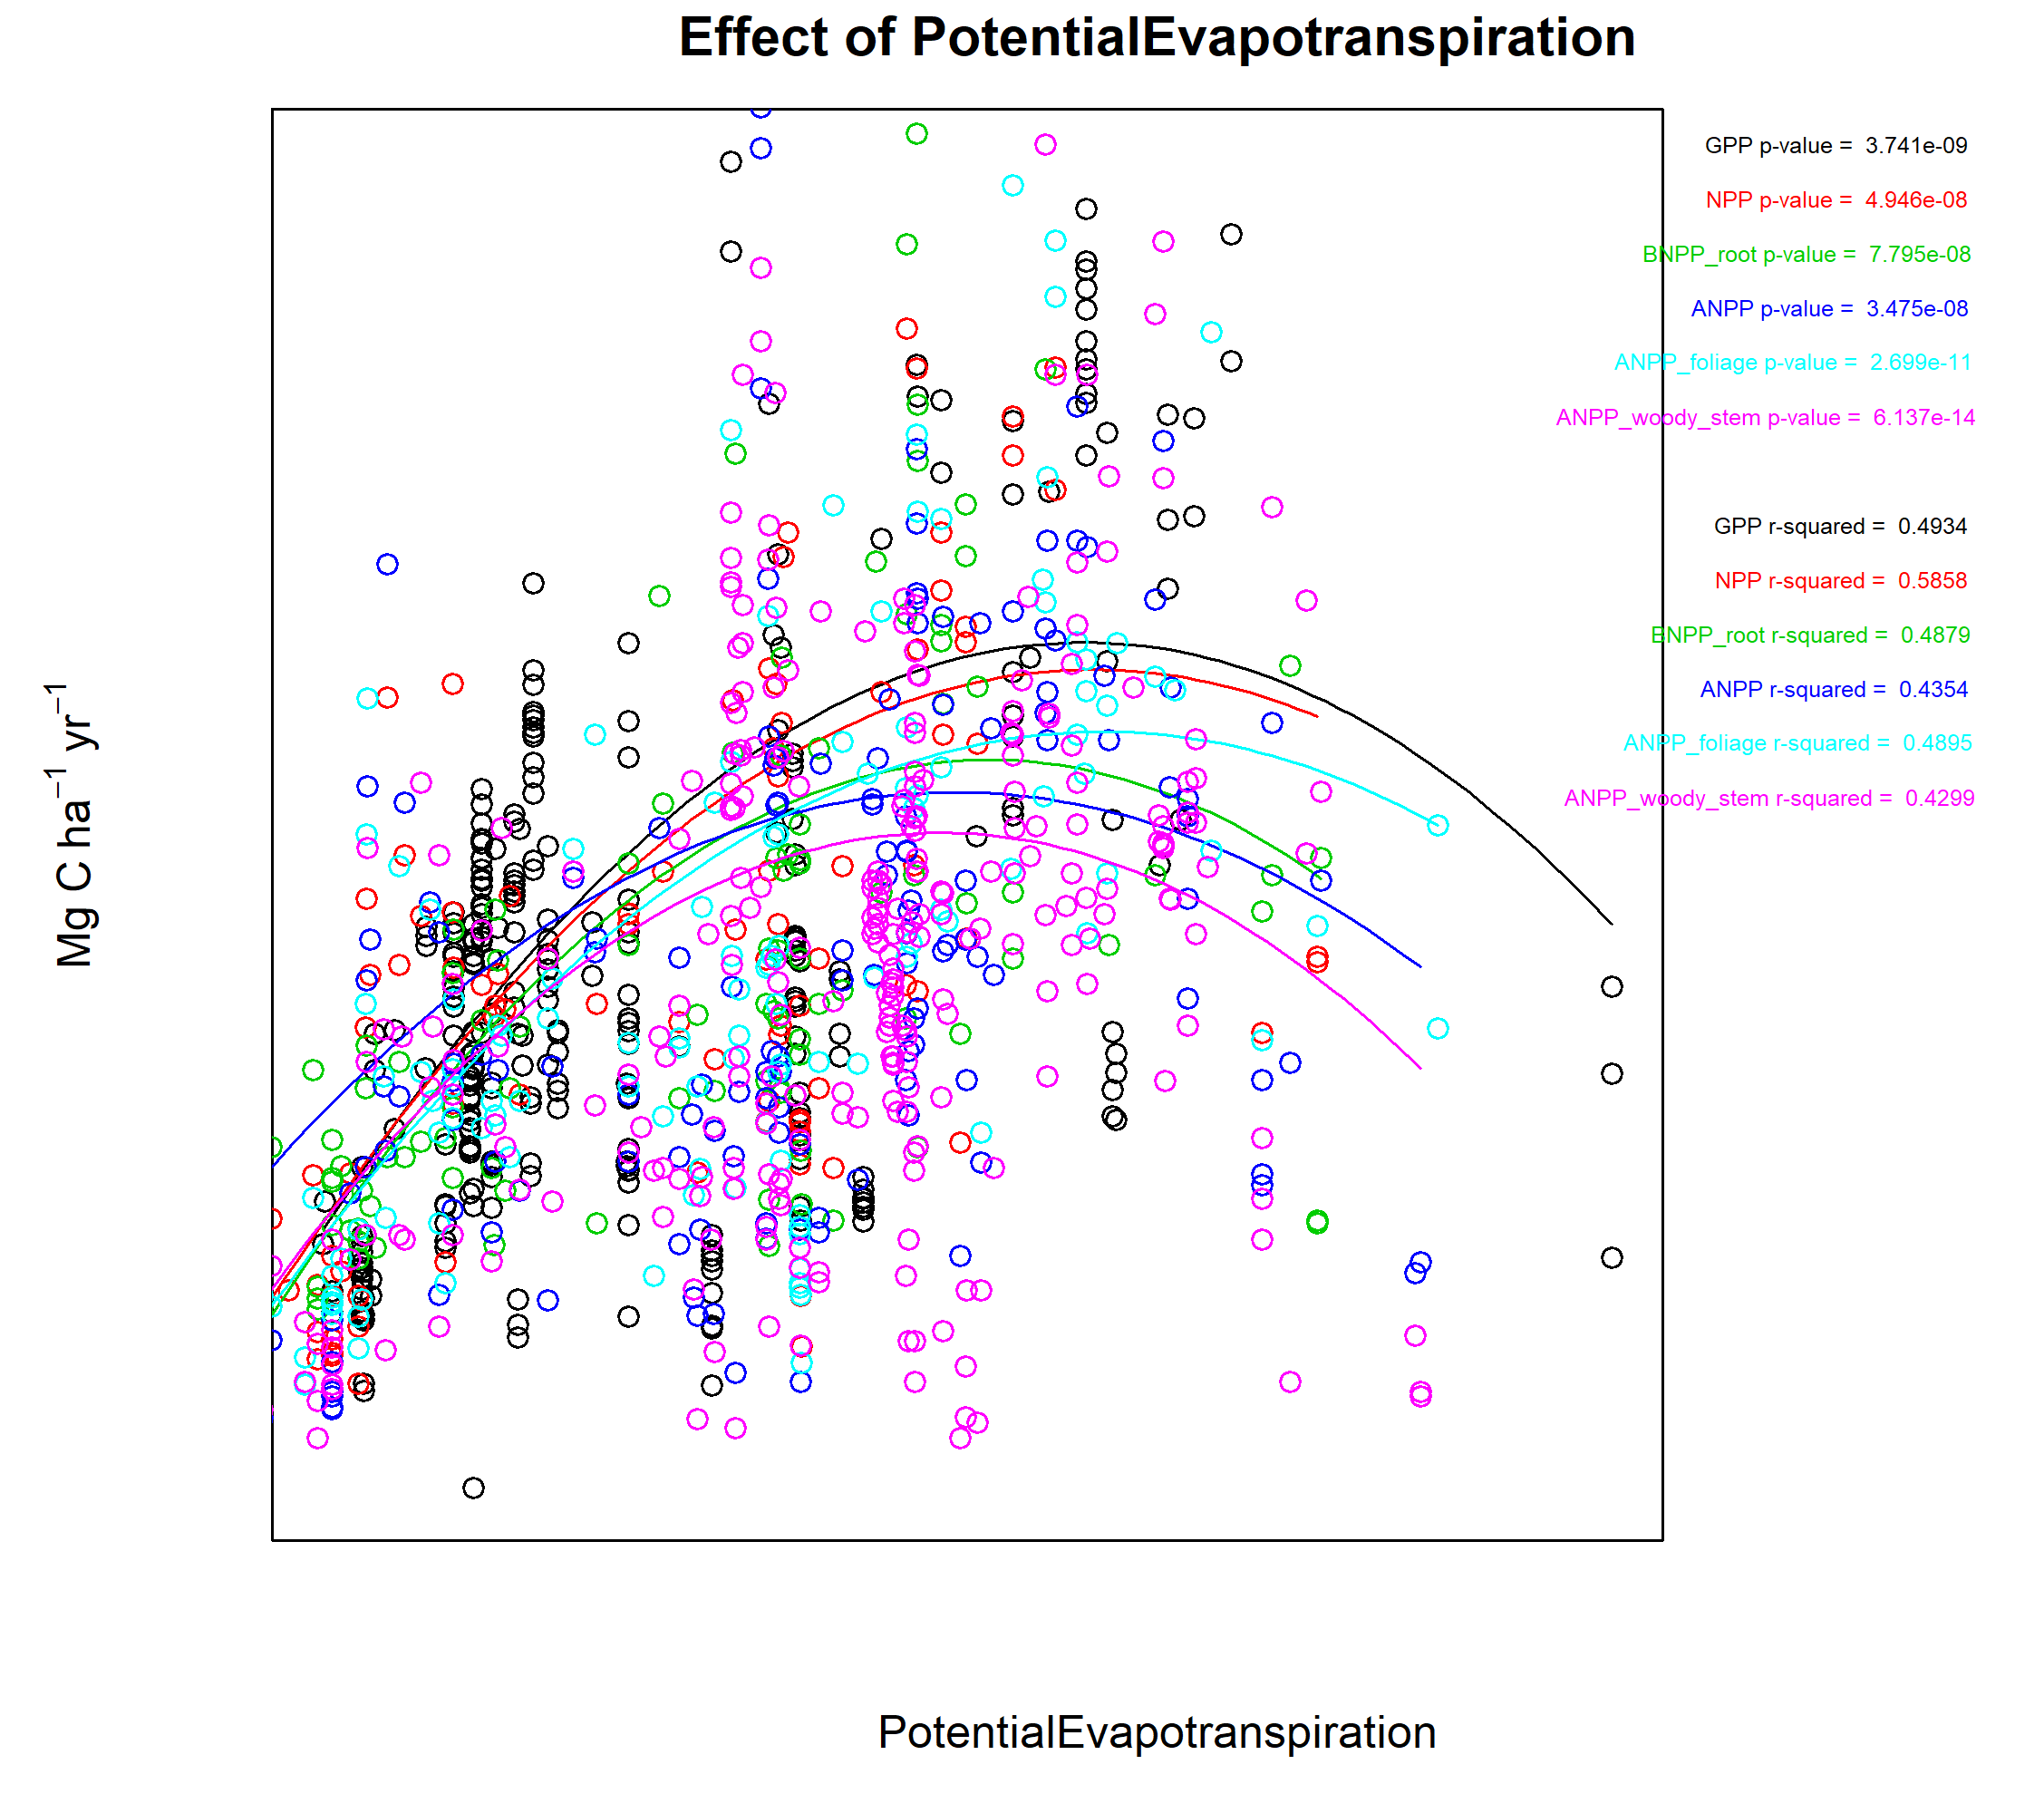 Effect of PotentialEvapotranspiration
GPP p-value = 3.741e-09
NPP p-value = 4.946e-08
BNPP_root p-value = 7.795e-08
ANPP p-value = 3.475e-08
ANPP_foliage p-value = 2.699e-11
ANPP_woody_stem p-value = 6.137e-14
GPP r-squared = 0.4934
NPP r-squared = 0.5858
BNPP_root r-squared = 0.4879
ANPP r-squared = 0.4354
ANPP_foliage r-squared = 0.4895
ANPP_woody_stem r-squared = 0.4299
Mg C ha⁻¹ yr⁻¹
PotentialEvapotranspiration